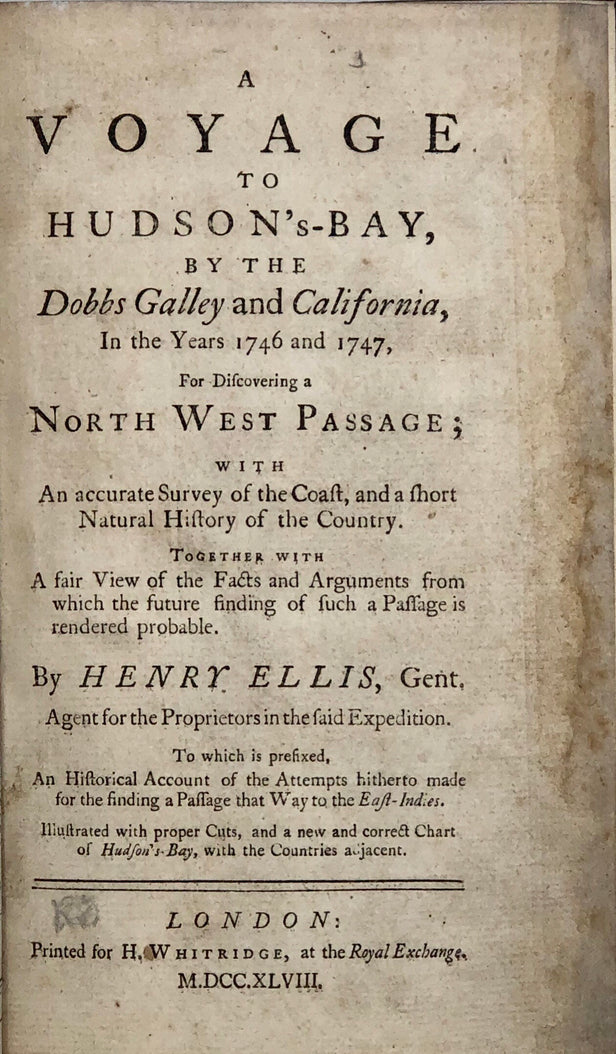 A
VOYAGE
TO
HUDSON's-BAY,
BY THE
Dobbs Galley and California,
In the Years 1746 and 1747,
For Diſcovering a
NORTH WEST PASSAGE;
WITH
An accurate Survey of the Coaſt, and a ſhort
Natural Hiſtory of the Country.
TOGETHER WITH
A fair View of the Facts and Arguments from
which the future finding of ſuch a Paſſage is
rendered probable.
By HENRY ELLIS, Gent.
Agent for the Proprietors in the ſaid Expedition.
To which is prefixed,
An Hiſtorical Account of the Attempts hitherto made
for the finding a Paſſage that Way to the Eaſt-Indies.
Illuſtrated with proper Cuts, and a new and correct Chart
of Hudſon's-Bay, with the Countries adjacent.
LONDON:
Printed for H. WHITRIDGE, at the Royal Exchange.
M.DCC.XLVIII.